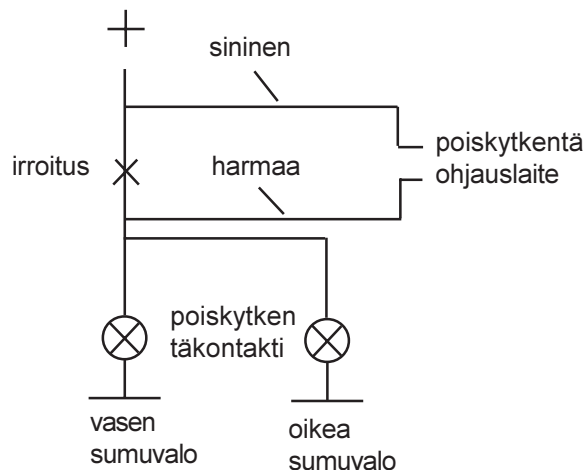 +
sininen
poiskytkentä
ohjauslaite
irroitus
harmaa
poiskytken
täkontakti
vasen
sumuvalo
oikea
sumuvalo